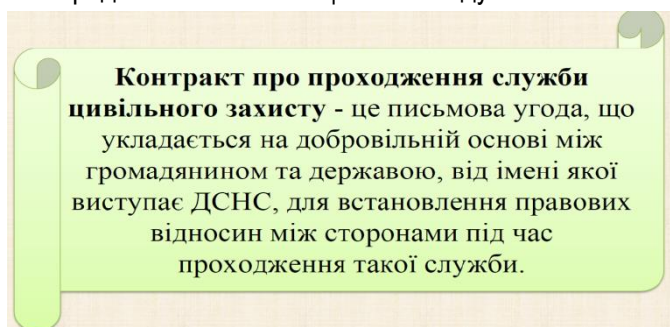 Контракт про проходження служби
цивільного захисту - це письмова угода, що
укладається на добровільній основі між
громадянином та державою, від імені якої
виступає ДСНС, для встановлення правових
відносин між сторонами під час
проходження такої служби.